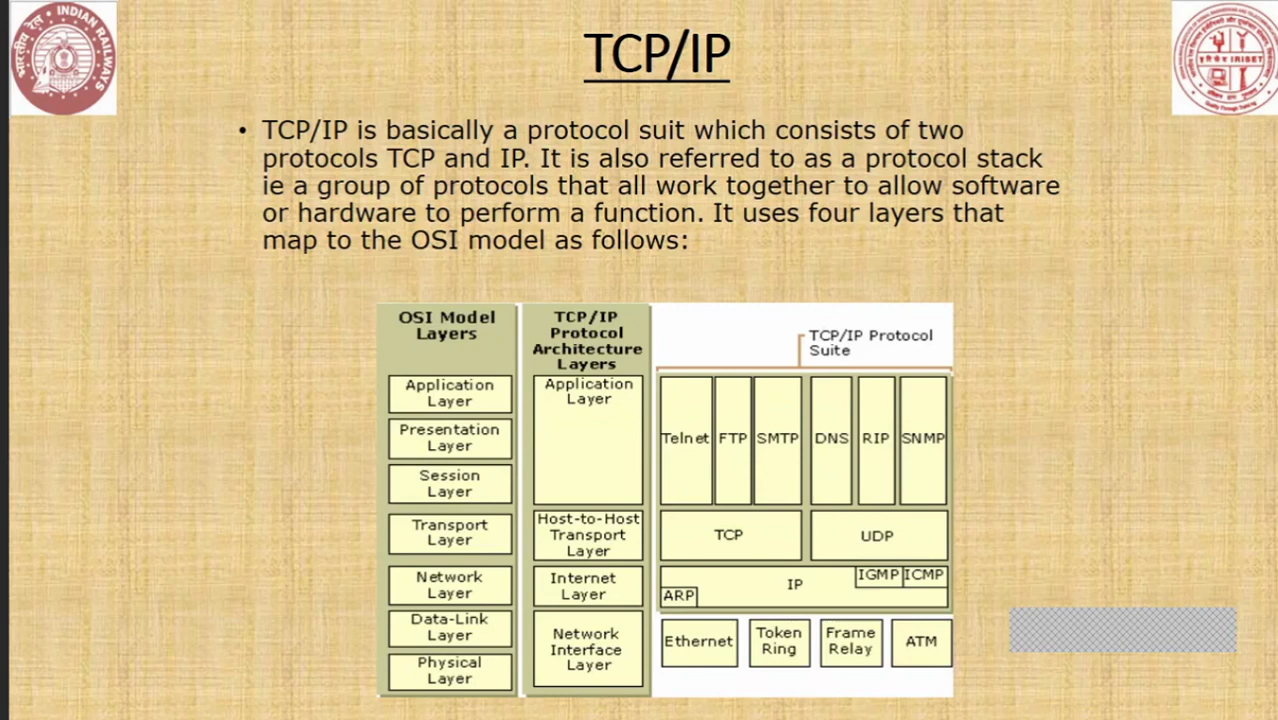 INDIAN RAILWAYS
भारतीय रेल
TCP/IP
IRISET
• TCP/IP is basically a protocol suit which consists of two
protocols TCP and IP. It is also referred to as a protocol stack
ie a group of protocols that all work together to allow software
or hardware to perform a function. It uses four layers that
map to the OSI model as follows:
OSI Model
Layers
Application
Layer
Presentation
Layer
Session
Layer
Transport
Layer
Network
Layer
Data-Link
Layer
Physical
Layer
TCP/IP
Protocol
Architecture
Layers
Application
Layer
Host-to-Host
Transport
Layer
Internet
Layer
Network
Interface
Layer
TCP/IP Protocol
Suite
Telnet FTP SMTP DNS RIP SNMP
TCP UDP
IP IGMP ICMP
ARP
Ethernet
Token
Ring
Frame
Relay
ATM